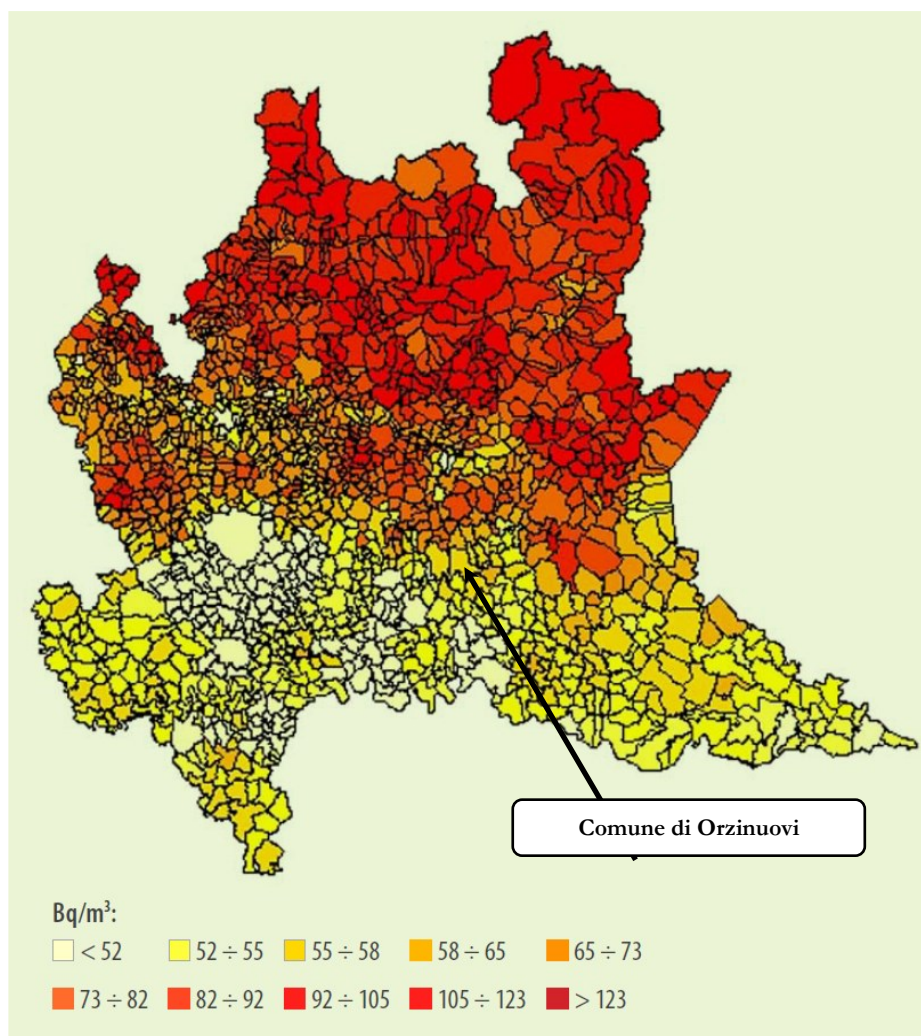 Comune di Orzinuovi
Bq/m³:
< 52 52 ÷ 55 55 ÷ 58 58 ÷ 65 65 ÷ 73
73 ÷ 82 82 ÷ 92 92 ÷ 105 105 ÷ 123 > 123